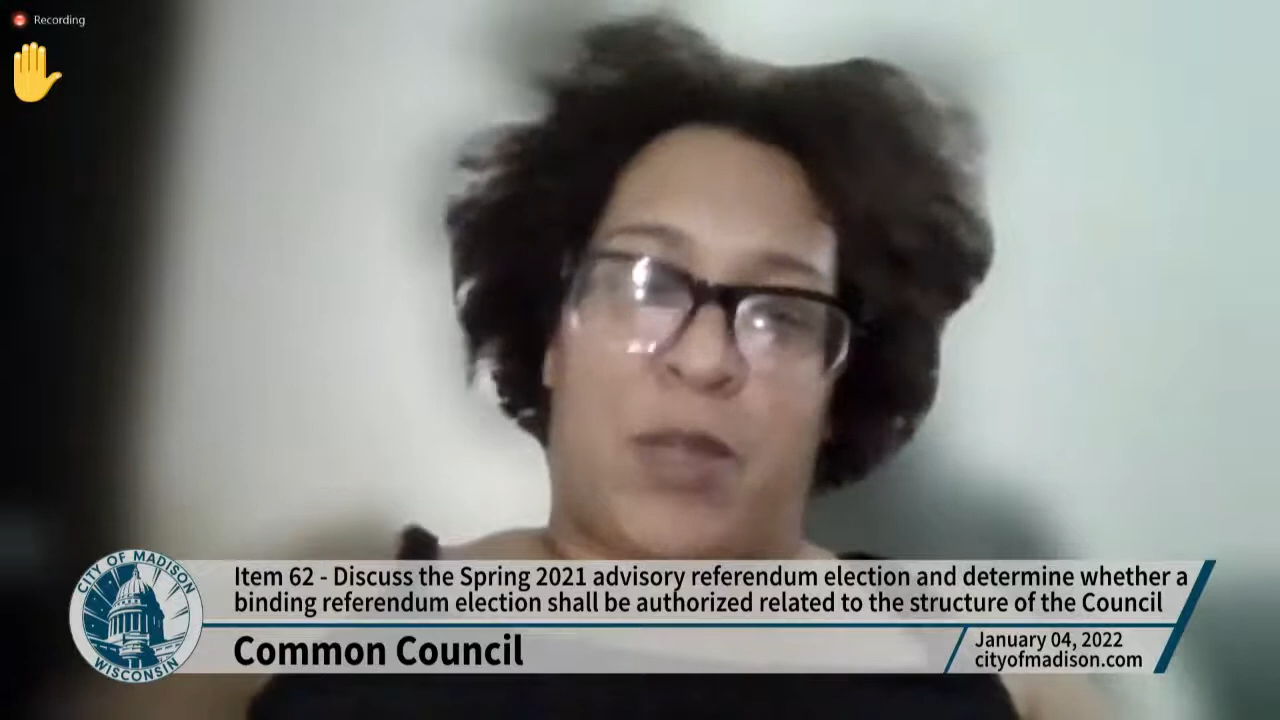 Recording
Item 62 - Discuss the Spring 2021 advisory referendum election and determine whether a
binding referendum election shall be authorized related to the structure of the Council
Common Council
January 04, 2022
cityofmadison.com
CITY OF MADISON
WISCONSIN